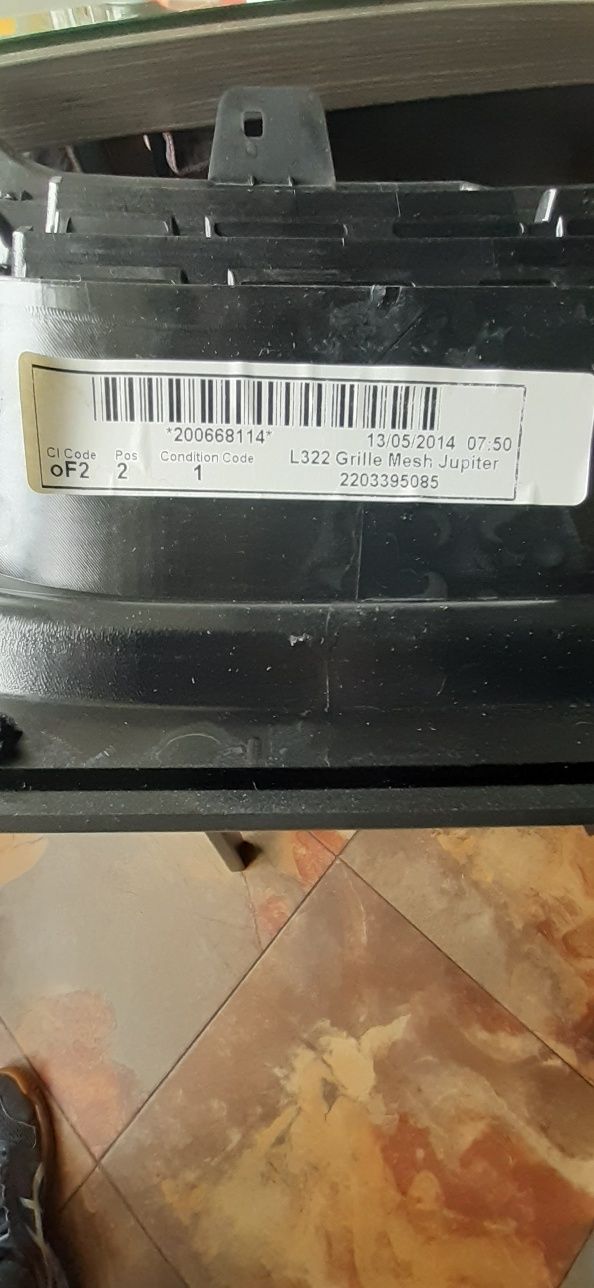 *200668114*
13/05/2014 07:50
CI Code Pos Condition Code
oF2 2 1
L322 Grille Mesh Jupiter
2203395085